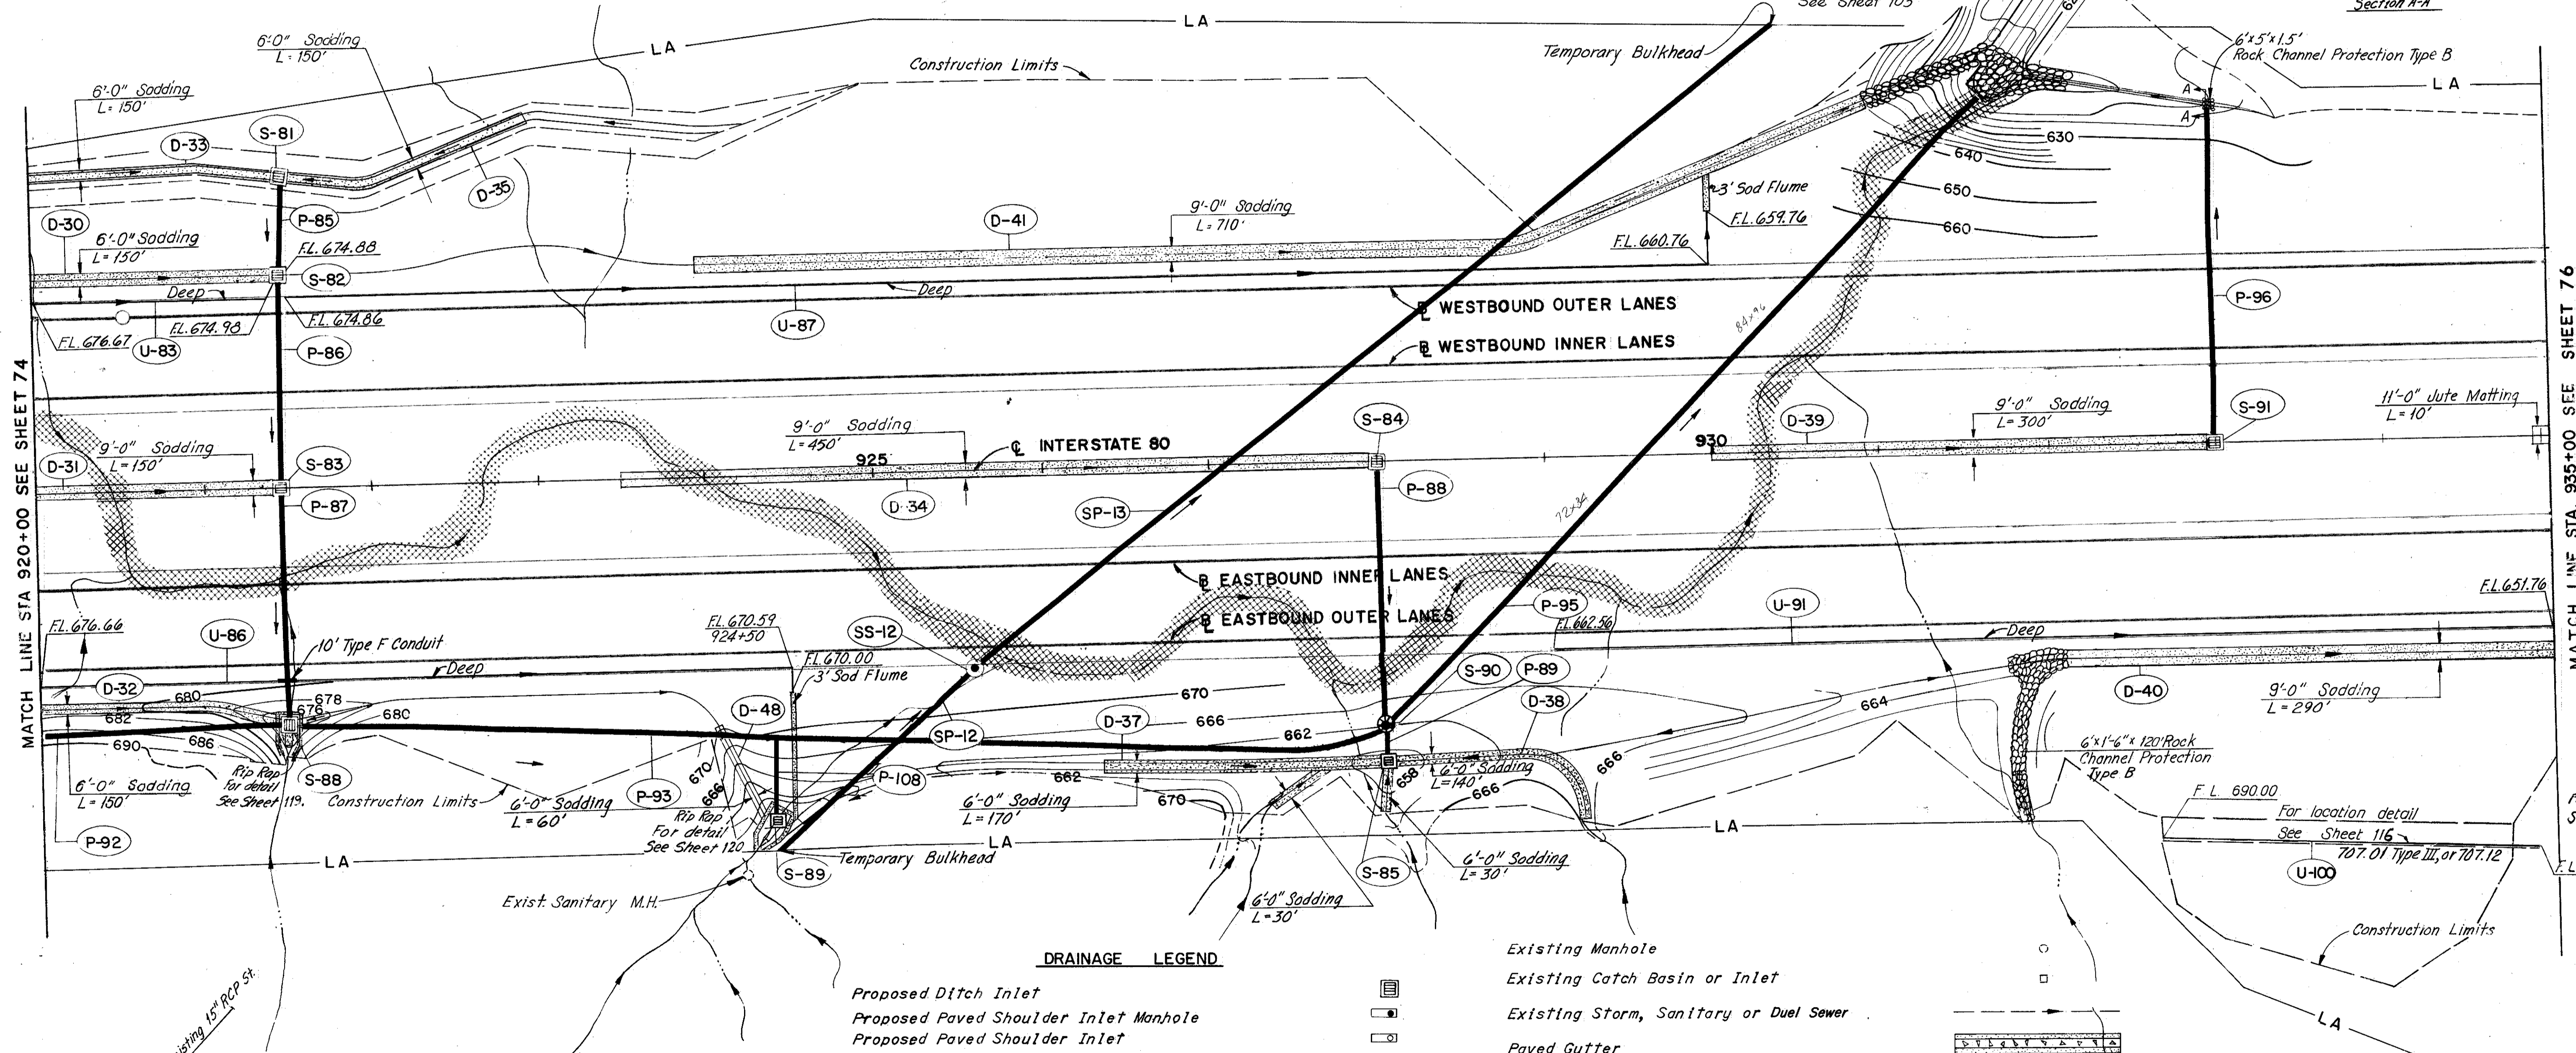 See Sheet 105
Section A-A
LA
6'-0" Sodding
L=150'
LA
Construction Limits
Temporary Bulkhead
6'x5'x1.5'
Rock Channel Protection Type B
LA
6'-0" Sodding
L=150'
S-81
D-33
D-35
A
A
630
640
650
660
P-85
D-30
6'-0" Sodding
L=150'
F.L. 674.88
S-82
D-41
9'-0" Sodding
L=710'
3' Sod Flume
F.L. 659.76
F.L. 660.76
Deep
Deep
F.L. 676.67
U-83
F.L. 674.98
F.L. 674.86
P-86
U-87
B WESTBOUND OUTER LANES
B WESTBOUND INNER LANES
84x96
P-96
MATCH LINE STA 920+00 SEE SHEET 74
MATCH LINE STA. 935+00 SEE SHEET 76
9'-0" Sodding
L=150'
D-31
S-83
P-87
9'-0" Sodding
L=450'
925
℄ INTERSTATE 80
D-34
S-84
P-88
SP-13
72x84
930
D-39
9'-0" Sodding
L=300'
S-91
11'-0" Jute Matting
L=10'
B EASTBOUND INNER LANES
B EASTBOUND OUTER LANES
F.L. 676.66
U-86
10' Type F Conduit
Deep
F.L. 670.59
924+50
F.L. 670.00
3' Sod Flume
SS-12
P-95
F.L. 662.56
U-91
Deep
F.L. 651.76
D-32
680
682
678
676
680
690
686
D-48
SP-12
670
666
662
D-37
S-90
P-89
D-38
664
D-40
9'-0" Sodding
L=290'
6'-0" Sodding
L=150'
Rip Rap
For detail
See Sheet 119.
S-88
Construction Limits
6'-0" Sodding
L=60'
P-93
670
666
Rip Rap
For detail
See Sheet 120
P-108
662
6'-0" Sodding
L=170'
670
658
6'-0" Sodding
L=140'
666
666
6'x1'-6"x120' Rock
Channel Protection
Type B
F.L. 690.00
For location detail
See Sheet 116
707.01 Type III, or 707.12
U-100
P-92
LA
Temporary Bulkhead
S-89
LA
LA
S-85
6'-0" Sodding
L=30'
6'-0" Sodding
L=30'
Exist. Sanitary M.H.
Construction Limits
LA
15" RCP St.
DRAINAGE LEGEND
Proposed Ditch Inlet
Proposed Paved Shoulder Inlet Manhole
Proposed Paved Shoulder Inlet
Existing Manhole
Existing Catch Basin or Inlet
Existing Storm, Sanitary or Duel Sewer
Paved Gutter